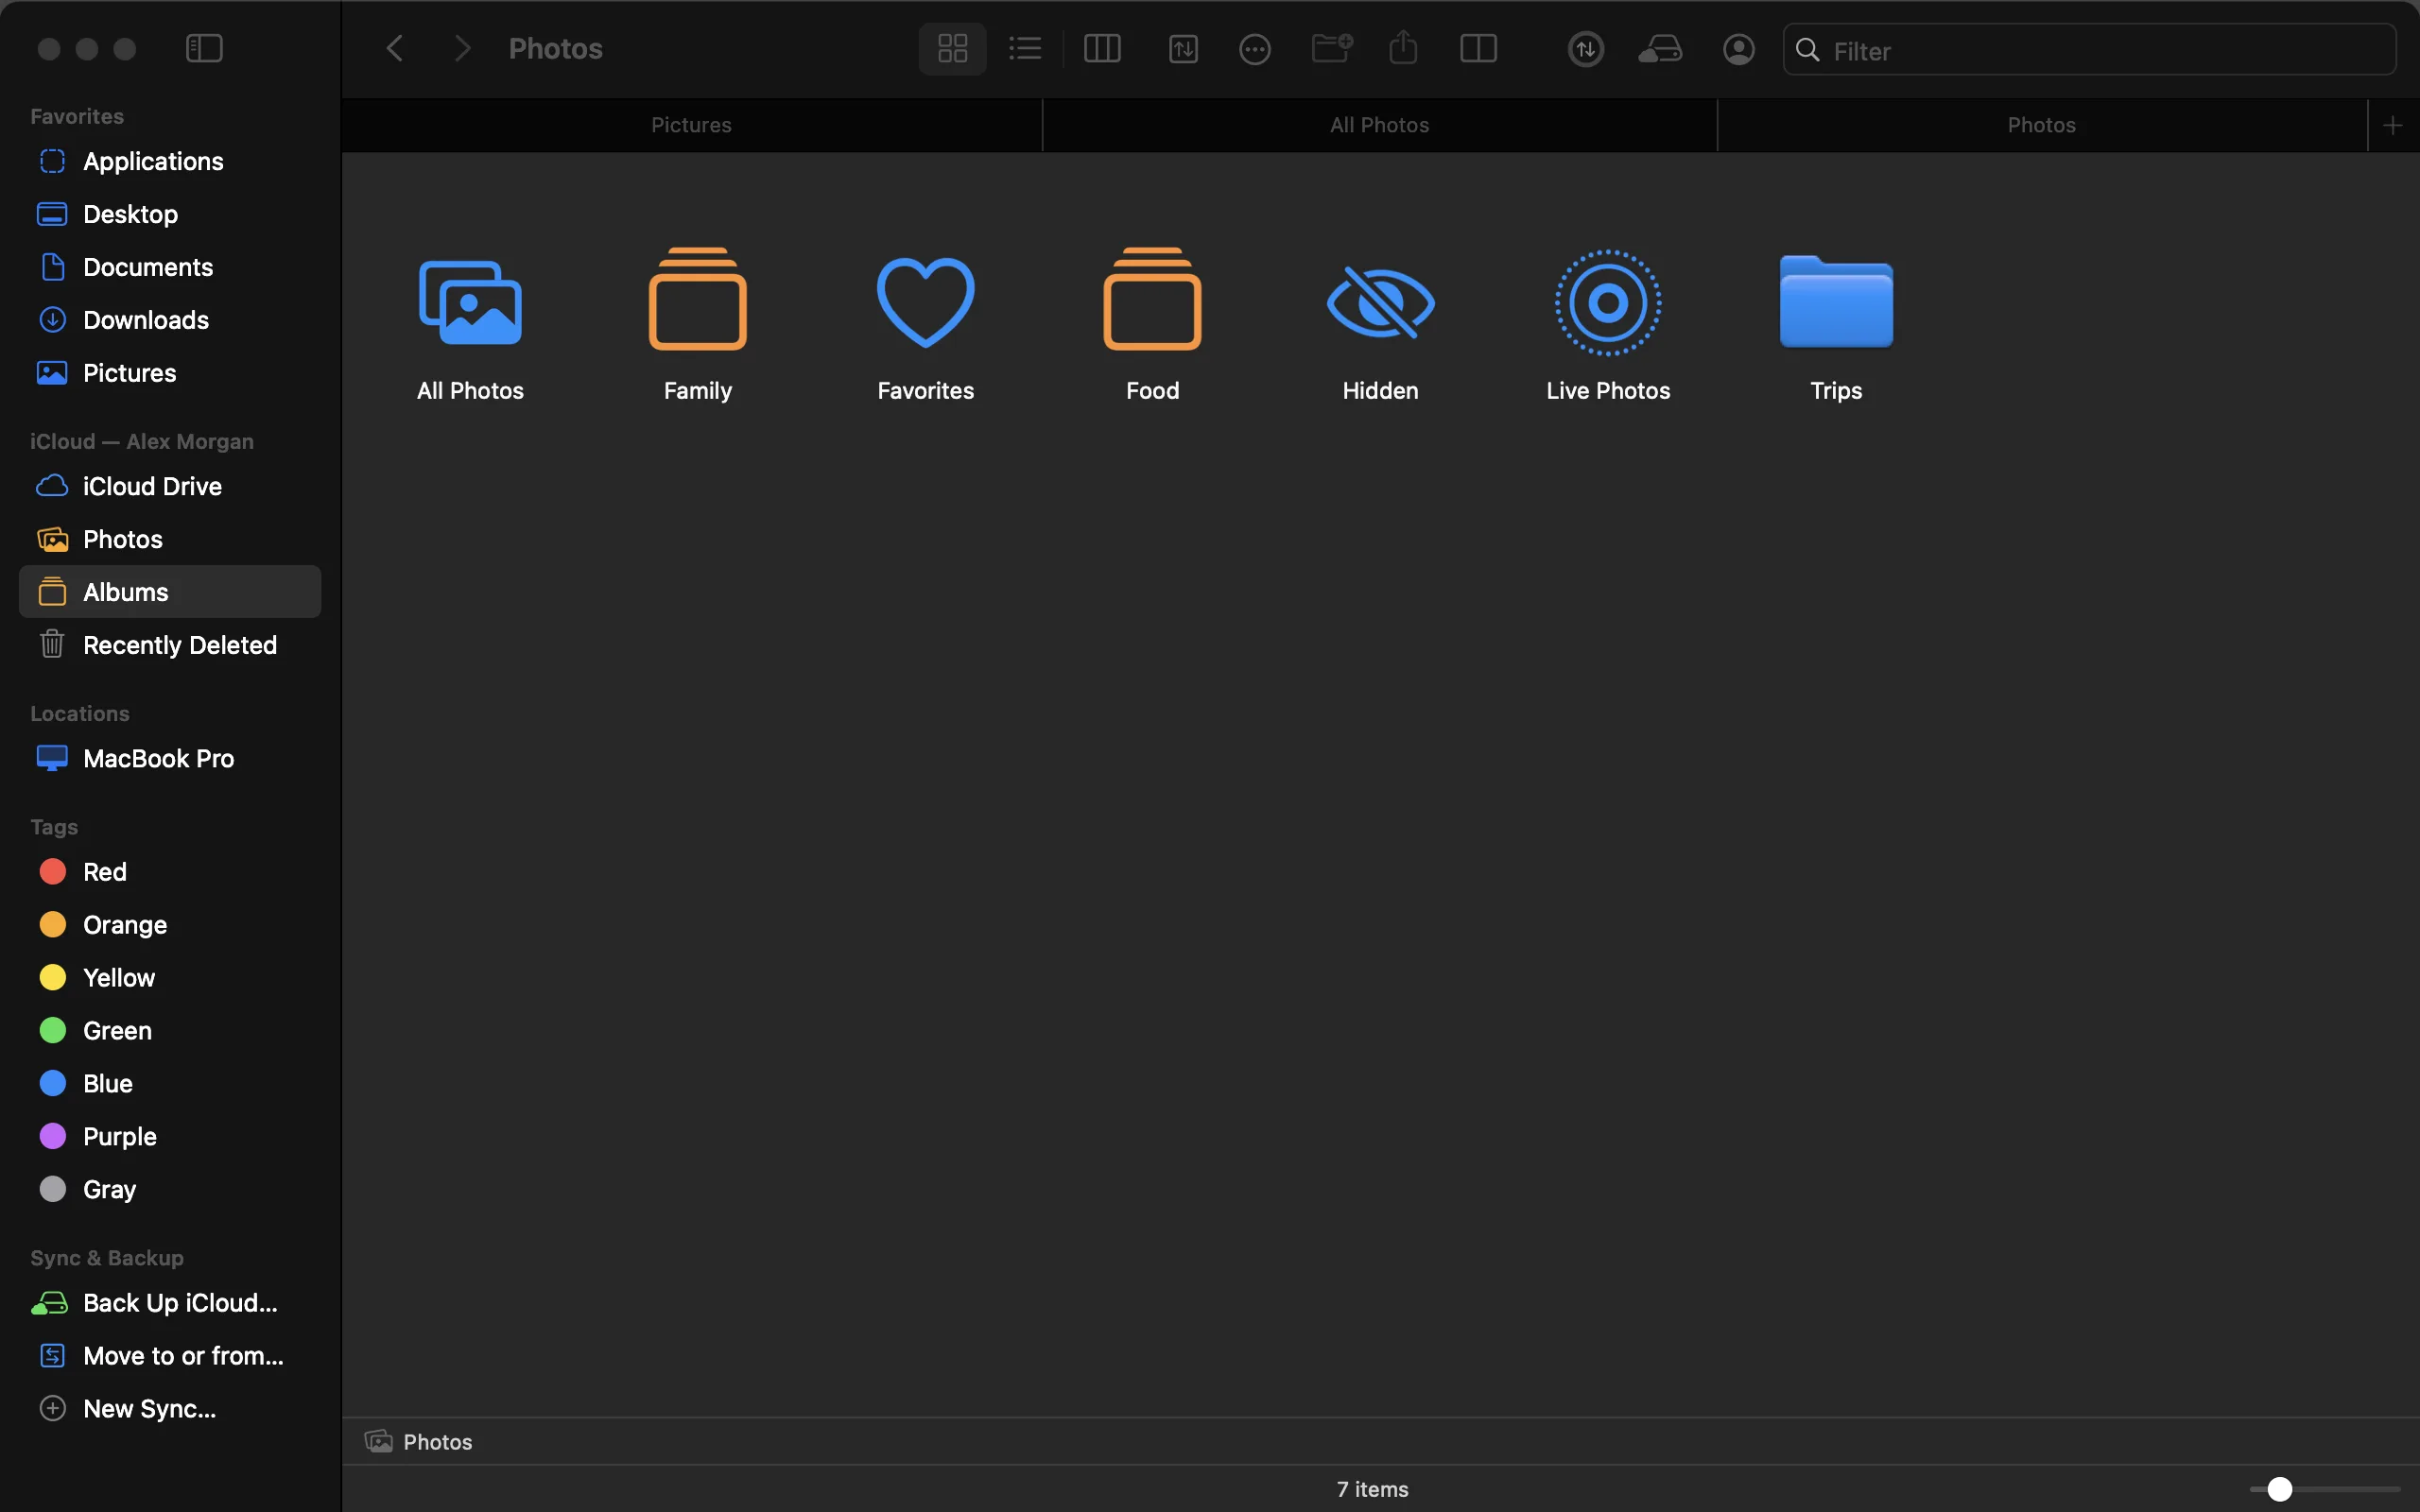 Photos
Filter
Favorites
Applications
Desktop
Documents
Downloads
Pictures
iCloud — Alex Morgan
iCloud Drive
Photos
Albums
Recently Deleted
Locations
MacBook Pro
Tags
Red
Orange
Yellow
Green
Blue
Purple
Gray
Sync & Backup
Back Up iCloud...
Move to or from...
New Sync...
Pictures
All Photos
Photos
All Photos
Family
Favorites
Food
Hidden
Live Photos
Trips
Photos
7 items